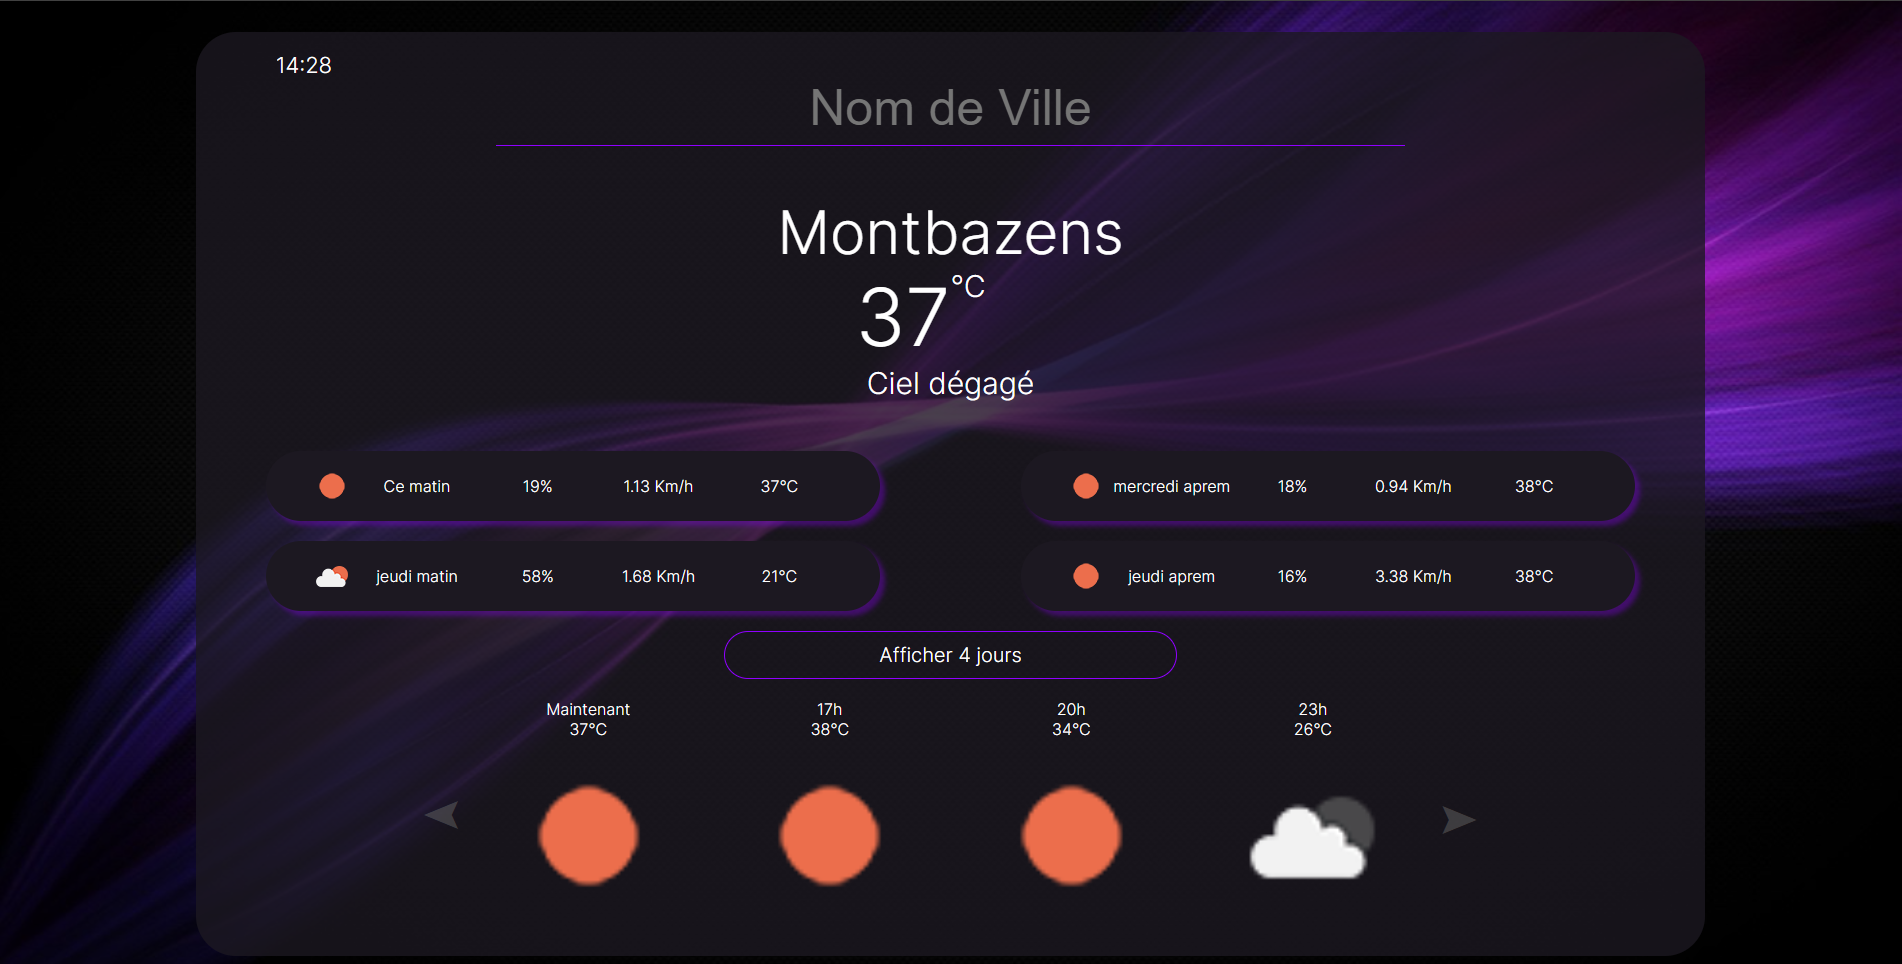 14:28
Nom de Ville
Montbazens
37°C
Ciel dégagé
Ce matin 19% 1.13 Km/h 37°C
mercredi aprem 18% 0.94 Km/h 38°C
jeudi matin 58% 1.68 Km/h 21°C
jeudi aprem 16% 3.38 Km/h 38°C
Afficher 4 jours
Maintenant 17h 20h 23h
37°C 38°C 34°C 26°C